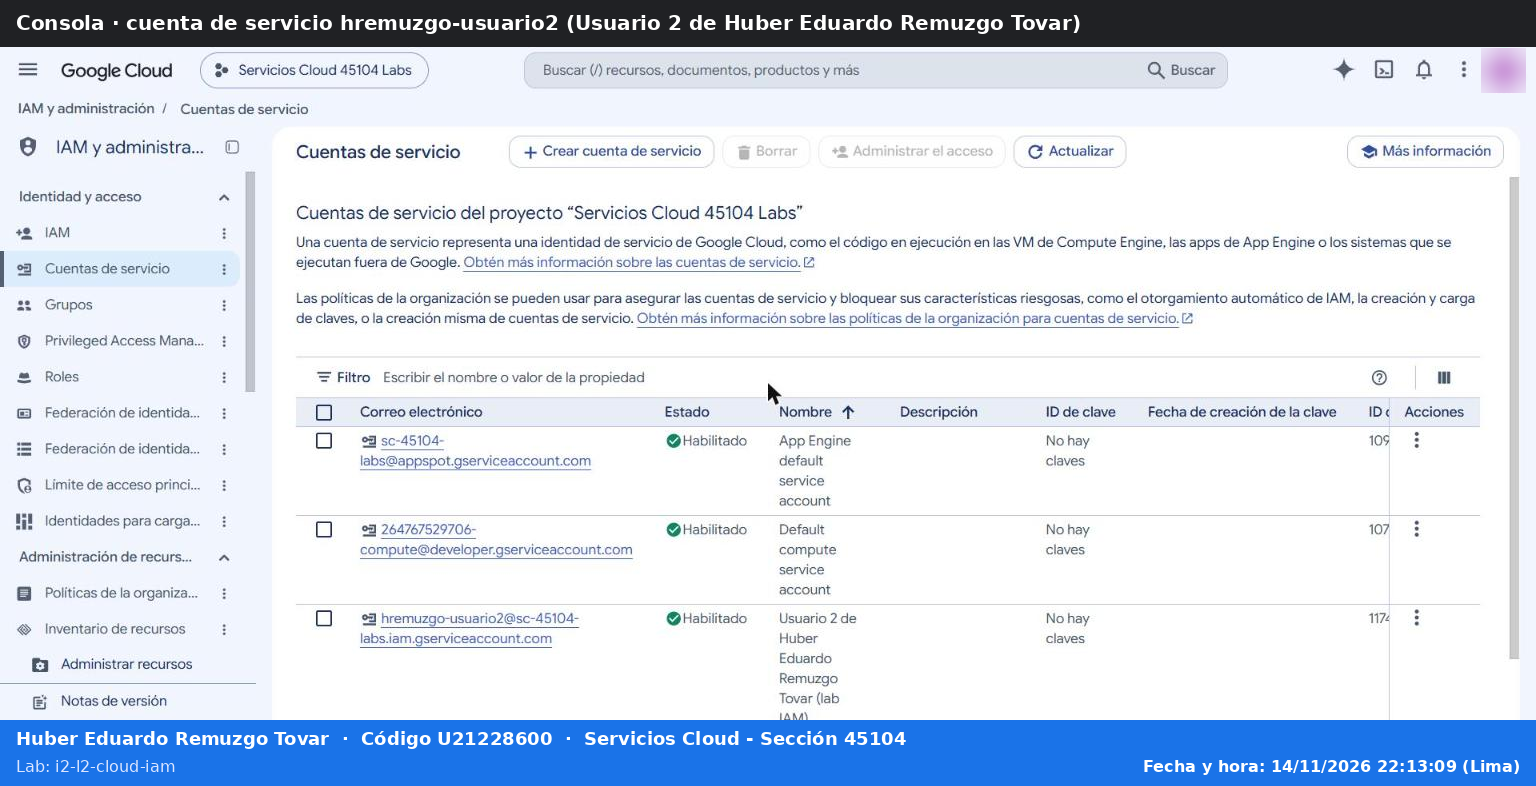 Consola · cuenta de servicio hremuzgo-usuario2 (Usuario 2 de Huber Eduardo Remuzgo Tovar)
Google Cloud
Servicios Cloud 45104 Labs
Buscar (/) recursos, documentos, productos y más
Buscar
IAM y administración / Cuentas de servicio
IAM y administra...
Identidad y acceso
IAM
Cuentas de servicio
Grupos
Privileged Access Mana...
Roles
Federación de identida...
Federación de identida...
Límite de acceso princi...
Identidades para carga...
Administración de recurs...
Políticas de la organiza...
Inventario de recursos
Administrar recursos
Notas de versión
Cuentas de servicio
Crear cuenta de servicio
Borrar
Administrar el acceso
Actualizar
Más información
Cuentas de servicio del proyecto “Servicios Cloud 45104 Labs”
Una cuenta de servicio representa una identidad de servicio de Google Cloud, como el código en ejecución en las VM de Compute Engine, las apps de App Engine o los sistemas que se
ejecutan fuera de Google. Obtén más información sobre las cuentas de servicio.
Las políticas de la organización se pueden usar para asegurar las cuentas de servicio y bloquear sus características riesgosas, como el otorgamiento automático de IAM, la creación y carga
de claves, o la creación misma de cuentas de servicio. Obtén más información sobre las políticas de la organización para cuentas de servicio.
Filtro Escribir el nombre o valor de la propiedad
Correo electrónico Estado Nombre Descripción ID de clave Fecha de creación de la clave ID Acciones
sc-45104- Habilitado App Engine No hay 109
labs@appspot.gserviceaccount.com default claves
service
account
264767529706- Habilitado Default No hay 107
compute@developer.gserviceaccount.com compute claves
service
account
hremuzgo-usuario2@sc-45104- Habilitado Usuario 2 de No hay 1174
labs.iam.gserviceaccount.com Huber claves
Eduardo
Remuzgo
Tovar (lab
IAM)
Huber Eduardo Remuzgo Tovar · Código U21228600 · Servicios Cloud - Sección 45104
Lab: i2-l2-cloud-iam
Fecha y hora: 14/11/2026 22:13:09 (Lima)